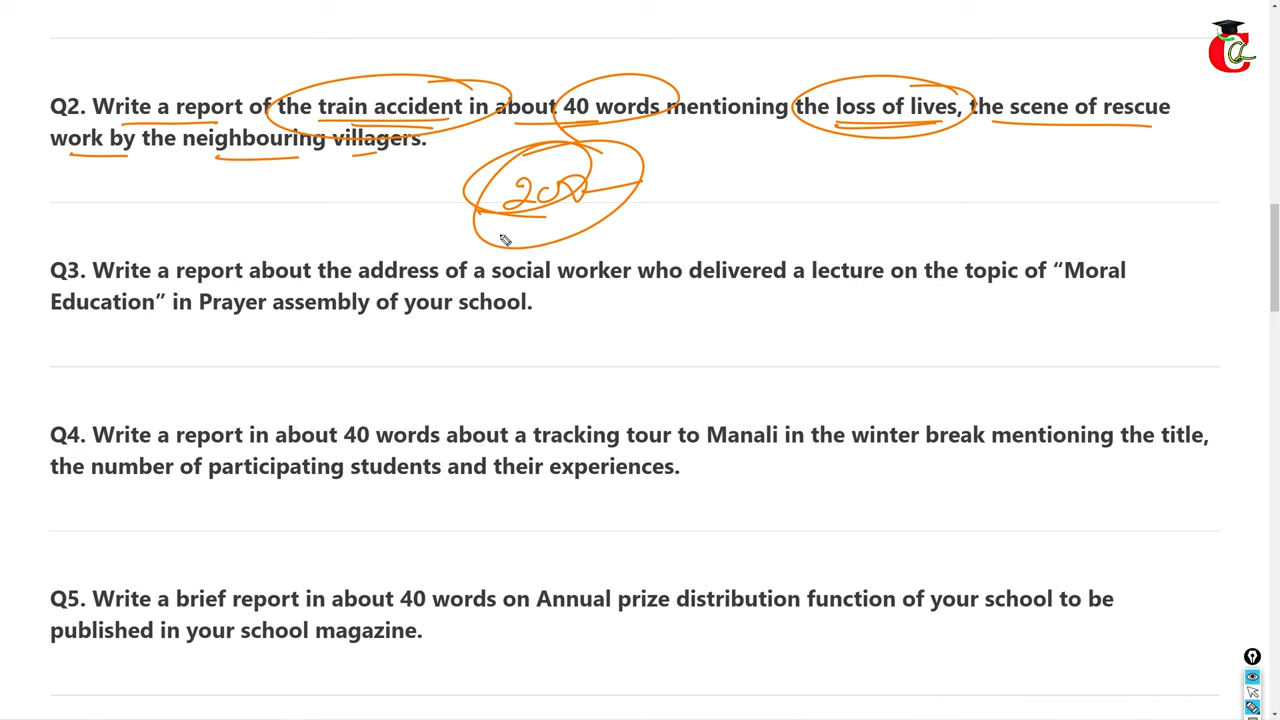 Q2. Write a report of the train accident in about 40 words mentioning the loss of lives, the scene of rescue
work by the neighbouring villagers.
Q3. Write a report about the address of a social worker who delivered a lecture on the topic of “Moral
Education” in Prayer assembly of your school.
Q4. Write a report in about 40 words about a tracking tour to Manali in the winter break mentioning the title,
the number of participating students and their experiences.
Q5. Write a brief report in about 40 words on Annual prize distribution function of your school to be
published in your school magazine.